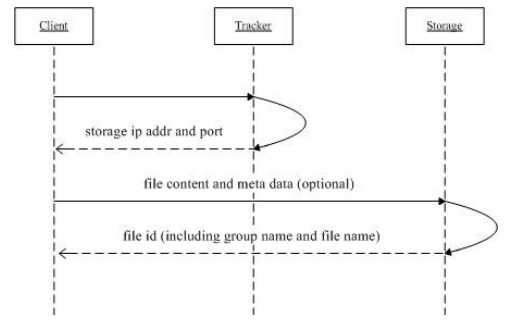 Client
Tracker
Storage
storage ip addr and port
file content and meta data (optional)
file id (including group name and file name)